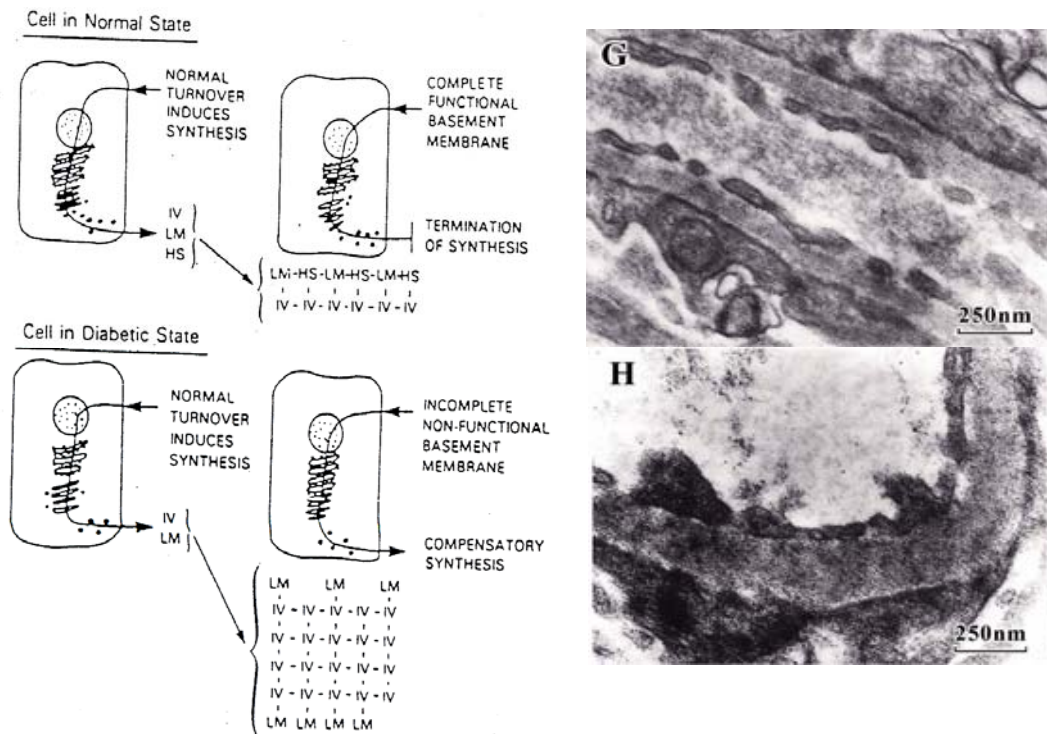 Cell in Normal State
NORMAL
TURNOVER
INDUCES
SYNTHESIS
IV
LM
HS
COMPLETE
FUNCTIONAL
BASEMENT
MEMBRANE
TERMINATION
OF SYNTHESIS
LM-HS-LM-HS-LM-HS
IV - IV - IV - IV - IV - IV
Cell in Diabetic State
NORMAL
TURNOVER
INDUCES
SYNTHESIS
IV
LM
INCOMPLETE
NON-FUNCTIONAL
BASEMENT
MEMBRANE
COMPENSATORY
SYNTHESIS
LM LM LM
IV - IV - IV - IV - IV
IV - IV - IV - IV - IV
IV - IV - IV - IV - IV
IV - IV - IV - IV - IV
LM LM LM LM
G
250nm
H
250nm